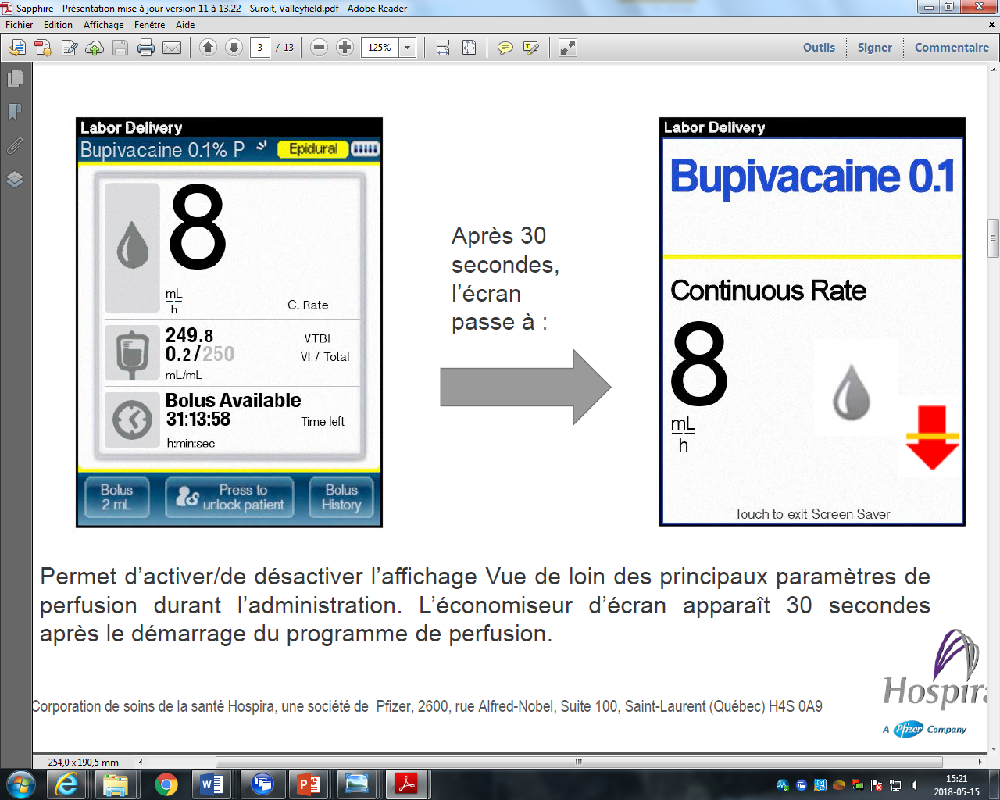 Sapphire - Présentation mise à jour version 11 à 13.22 - Suroit, Valleyfield.pdf - Adobe Reader
Fichier Edition Affichage Fenêtre Aide
3 / 13 125% Outils Signer Commentaire
Labor Delivery
Bupivacaine 0.1% P Epidural
8
mL
h
C. Rate
249.8 VTBI
0.2/250 VI / Total
mL/mL
Bolus Available
31:13:58 Time left
h:min:sec
Bolus
2 mL
Press to
unlock patient
Bolus
History
Après 30
secondes,
l'écran
passe à :
Labor Delivery
Bupivacaine 0.1
Continuous Rate
8
mL
h
Touch to exit Screen Saver
Permet d'activer/de désactiver l'affichage Vue de loin des principaux paramètres de
perfusion durant l'administration. L'économiseur d'écran apparaît 30 secondes
après le démarrage du programme de perfusion.
Hospira
A Pfizer Company
Corporation de soins de la santé Hospira, une société de Pfizer, 2600, rue Alfred-Nobel, Suite 100, Saint-Laurent (Québec) H4S 0A9
254,0 x 190,5 mm
15:21
2018-05-15